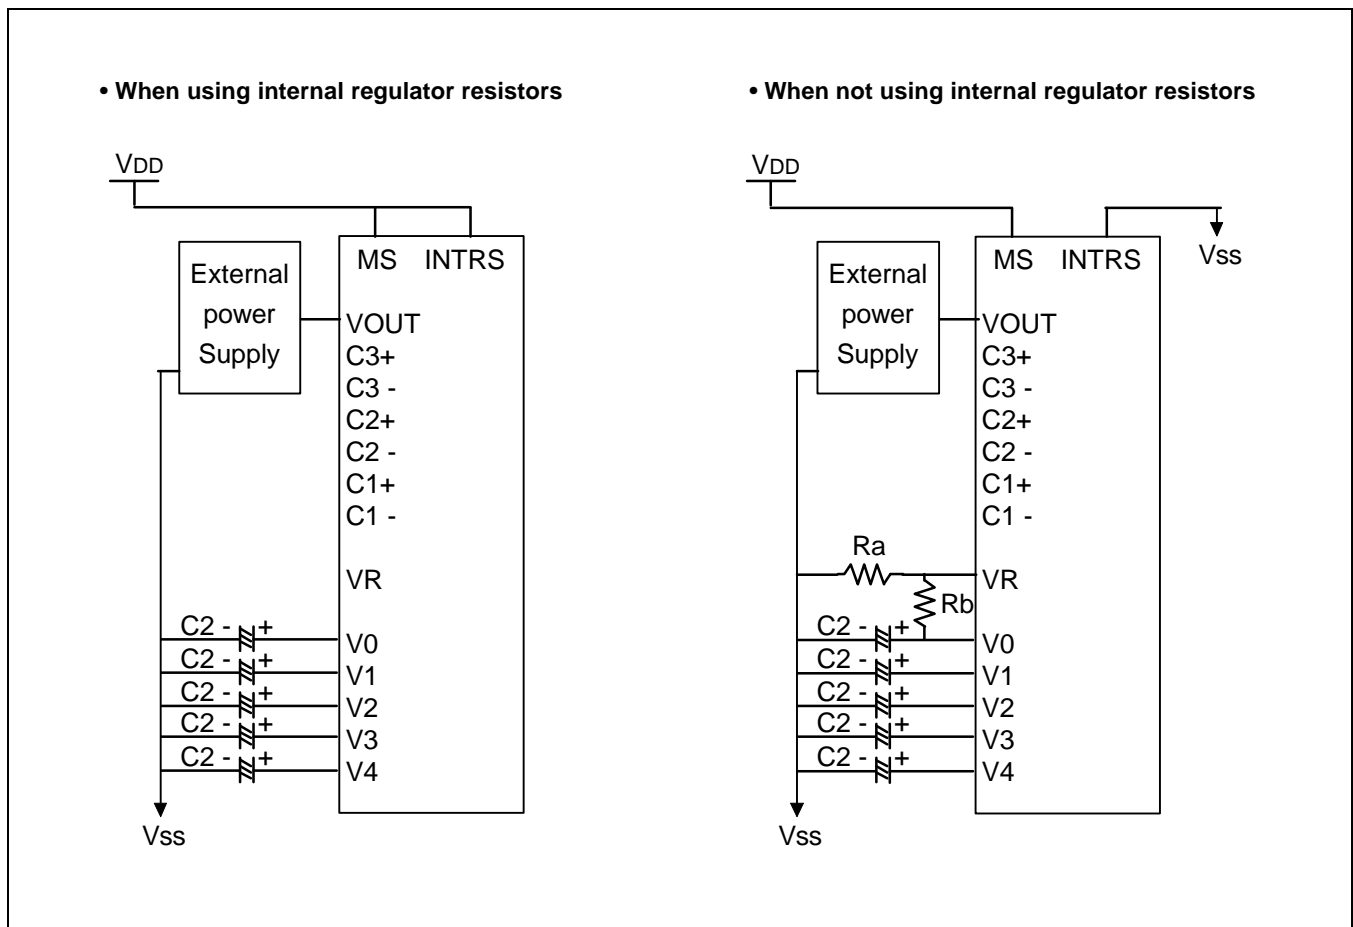 • When using internal regulator resistors
VDD
External
power
Supply
MS INTRS
VOUT
C3+
C3 -
C2+
C2 -
C1+
C1 -
VR
C2 - + V0
C2 - + V1
C2 - + V2
C2 - + V3
C2 - + V4
Vss
• When not using internal regulator resistors
VDD
External
power
Supply
MS INTRS
Vss
VOUT
C3+
C3 -
C2+
C2 -
C1+
C1 -
Ra
VR
Rb
C2 - + V0
C2 - + V1
C2 - + V2
C2 - + V3
C2 - + V4
Vss